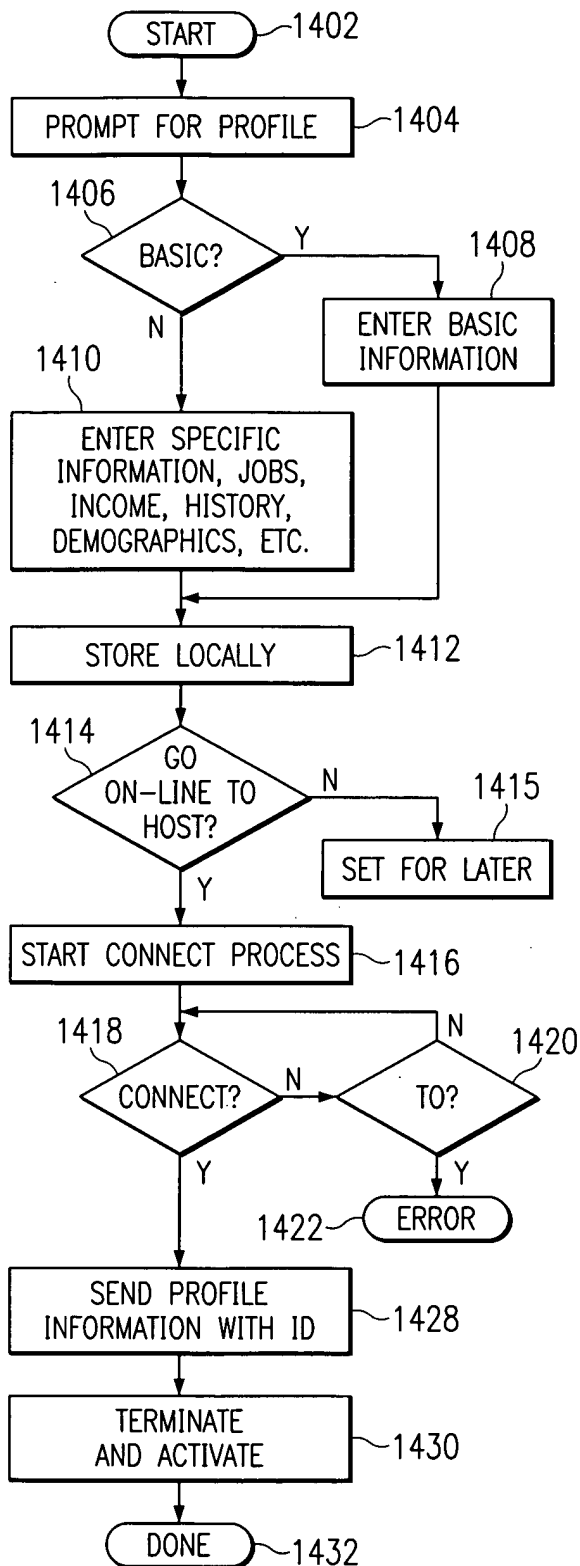 START
1402
PROMPT FOR PROFILE
1404
1406
BASIC?
Y
N
1408
ENTER BASIC
INFORMATION
1410
ENTER SPECIFIC
INFORMATION, JOBS,
INCOME, HISTORY,
DEMOGRAPHICS, ETC.
STORE LOCALLY
1412
1414
GO
ON-LINE TO
HOST?
N
Y
1415
SET FOR LATER
START CONNECT PROCESS
1416
1418
CONNECT?
N
Y
N
1420
TO?
Y
1422
ERROR
SEND PROFILE
INFORMATION WITH ID
1428
TERMINATE
AND ACTIVATE
1430
DONE
1432